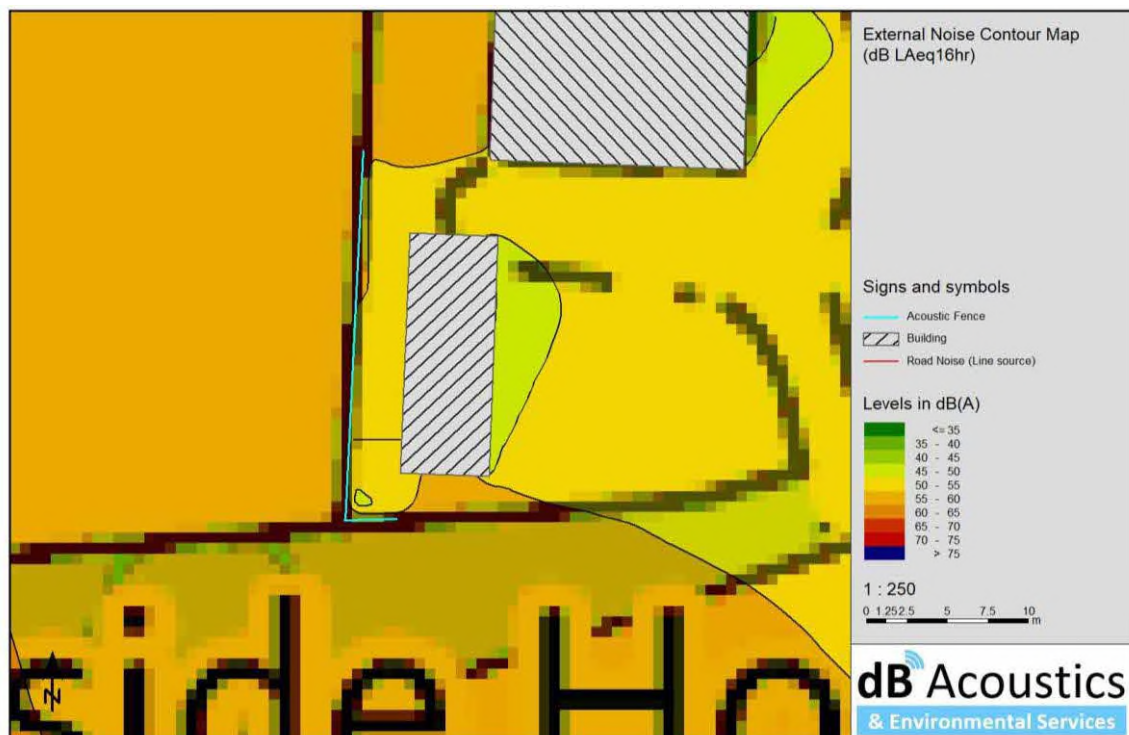 External Noise Contour Map
(dB LAeq16hr)
Signs and symbols
Acoustic Fence
Building
Road Noise (Line source)
Levels in dB(A)
<= 35
35 - 40
40 - 45
45 - 50
50 - 55
55 - 60
60 - 65
65 - 70
70 - 75
> 75
1 : 250
0 1.25 2.5 5 7.5 10
m
N
side Ho
dB Acoustics
& Environmental Services